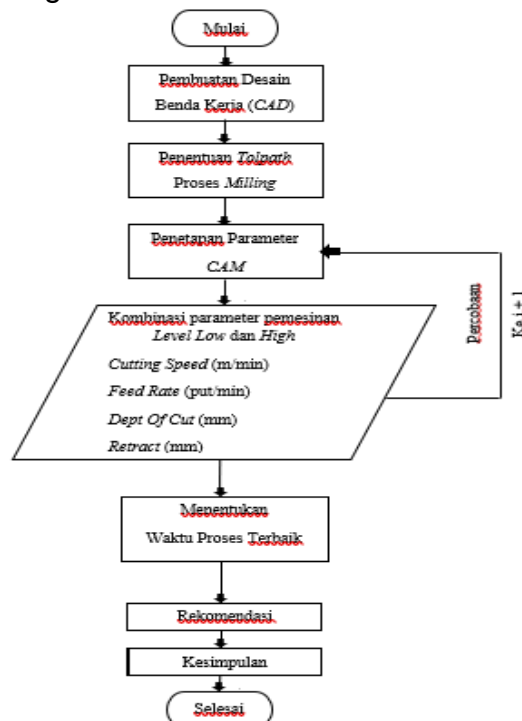 Mulai
Pembuatan Desain
Benda Kerja (CAD)
Penentuan Tolpath
Proses Milling
Penetapan Parameter
CAM
Kombinasi parameter pemesinan
Level Low dan High
Cutting Speed (m/min)
Feed Rate (put/min)
Dept Of Cut (mm)
Retract (mm)
Percobaan
Ke i + 1
Menentukan
Waktu Proses Terbaik
Rekomendasi
Kesimpulan
Selesai